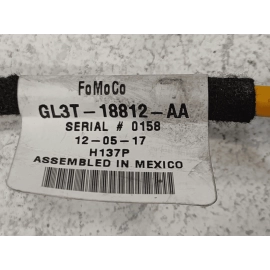 FoMoCo
GL3T-18812-AA
SERIAL # 0158
12-05-17
H137P
ASSEMBLED IN MEXICO